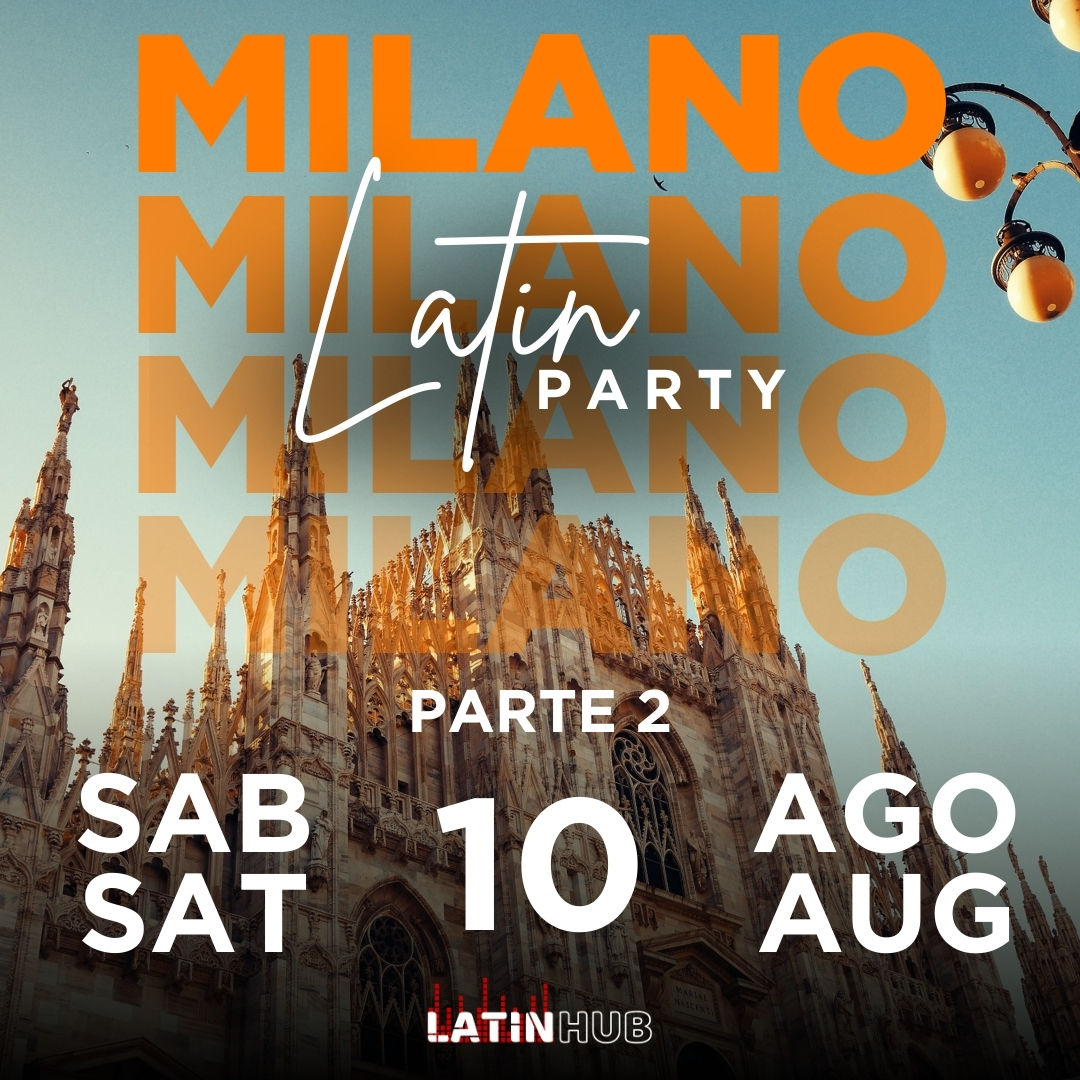 MILANO
MILANO
MILANO
MILANO
Latin
PARTY
PARTE 2
SAB 10 AGO
SAT AUG
LATINHUB